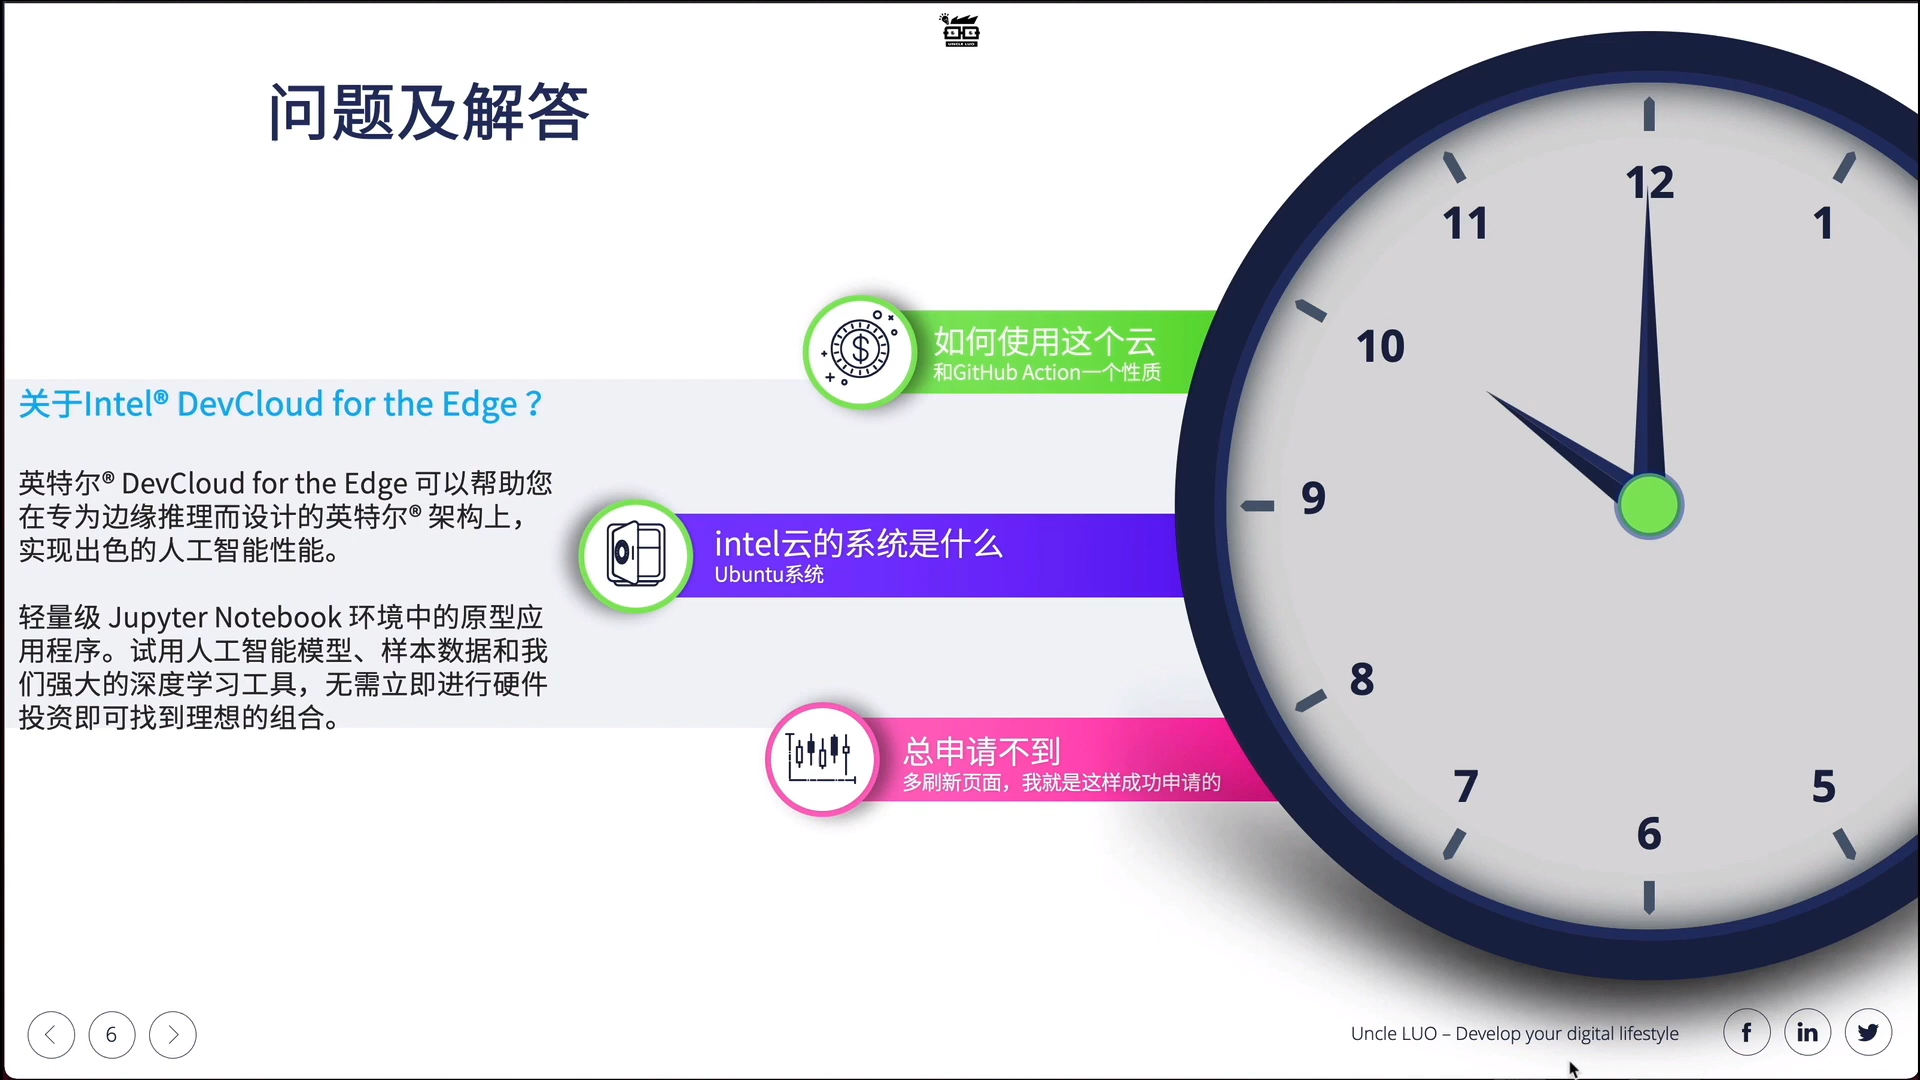 UNCLE LUO
问题及解答
如何使用这个云
和GitHub Action一个性质
关于Intel® DevCloud for the Edge？
英特尔® DevCloud for the Edge 可以帮助您
在专为边缘推理而设计的英特尔® 架构上，
实现出色的人工智能性能。
轻量级 Jupyter Notebook 环境中的原型应
用程序。试用人工智能模型、样本数据和我
们强大的深度学习工具，无需立即进行硬件
投资即可找到理想的组合。
intel云的系统是什么
Ubuntu系统
总申请不到
多刷新页面，我就是这样成功申请的
12
11
1
10
9
8
7
5
6
6
Uncle LUO – Develop your digital lifestyle
f
in